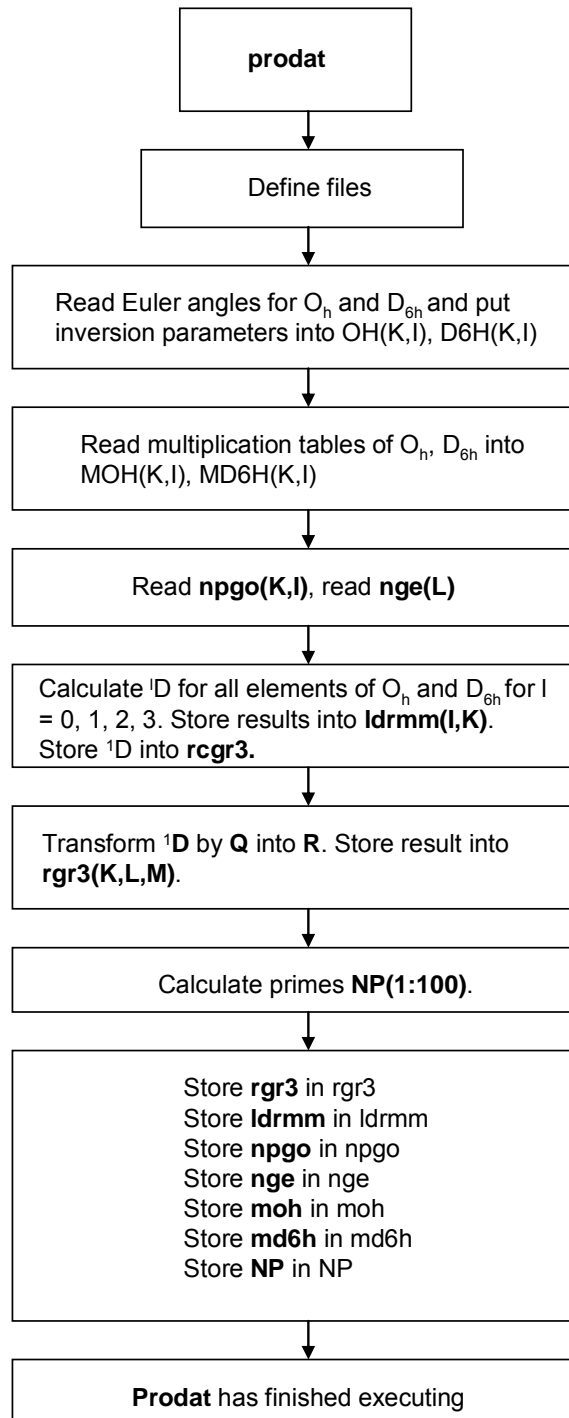 prodat
Define files
Read Euler angles for Oₕ and D₆ₕ and put
inversion parameters into OH(K,I), D6H(K,I)
Read multiplication tables of Oₕ, D₆ₕ into
MOH(K,I), MD6H(K,I)
Read npgo(K,I), read nge(L)
Calculate ˡD for all elements of Oₕ and D₆ₕ for l
= 0, 1, 2, 3. Store results into ldrmm(I,K).
Store ¹D into rcgr3.
Transform ¹D by Q into R. Store result into
rgr3(K,L,M).
Calculate primes NP(1:100).
Store rgr3 in rgr3
Store ldrmm in ldrmm
Store npgo in npgo
Store nge in nge
Store moh in moh
Store md6h in md6h
Store NP in NP
Prodat has finished executing